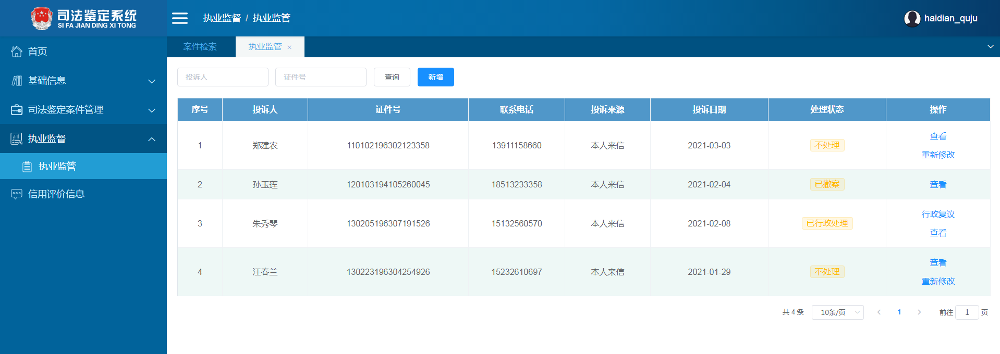 司法鉴定系统
SI FA JIAN DING XI TONG
执业监督 / 执业监管
haidian_quju
首页
基础信息
司法鉴定案件管理
执业监督
执业监管
信用评价信息
案件检索
执业监管 ×
投诉人 证件号 查询 新增
序号 投诉人 证件号 联系电话 投诉来源 投诉日期 处理状态 操作
1 郑建农 110102196302123358 13911158660 本人来信 2021-03-03 不处理 查看
重新修改
2 孙玉莲 120103194105260045 18513233358 本人来信 2021-02-04 已撤案 查看
3 朱秀琴 130205196307191526 15132560570 本人来信 2021-02-08 已行政处理 行政复议
查看
4 汪春兰 130223196304254926 15232610697 本人来信 2021-01-29 不处理 查看
重新修改
共 4 条 10条/页 1 前往 1 页